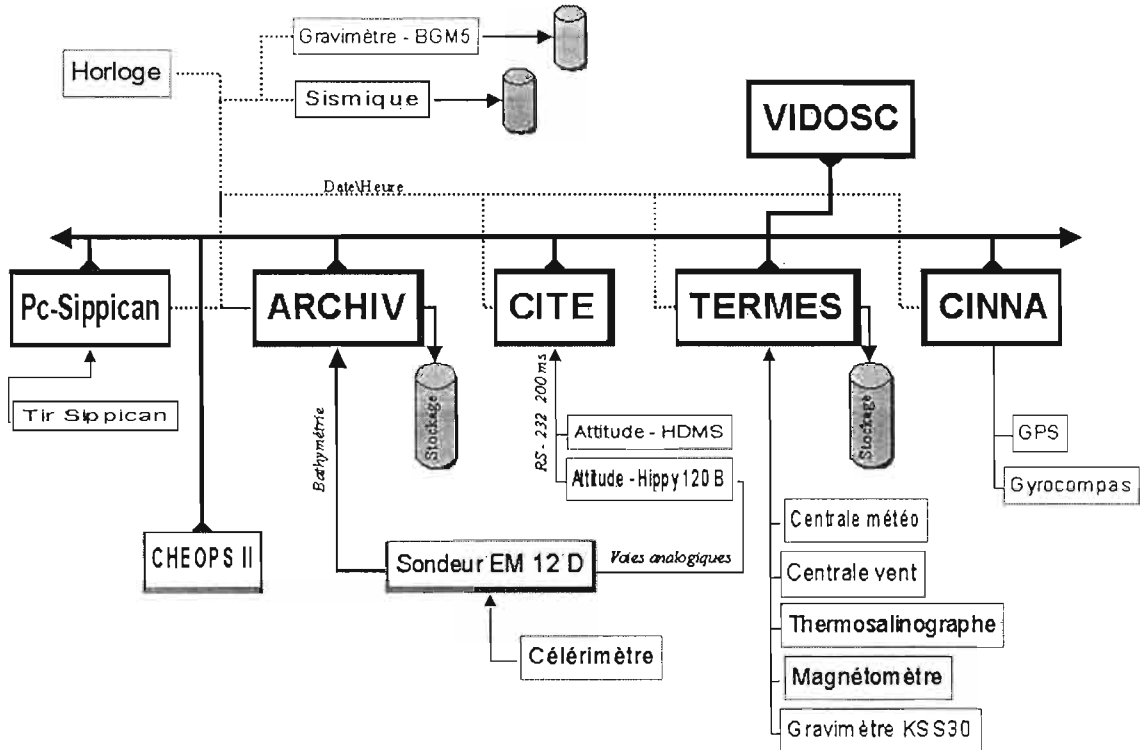 Gravimètre - BGM5
Horloge
Sismique
VIDOSC
Date\Heure
Pc-Sippican
ARCHIV
CITE
TERMES
CINNA
Tir Sippican
Bathymétrie
Stockage
RS - 232 200 ms
Attitude - HDMS
Attitude - Hippy 120 B
Stockage
GPS
Gyrocompas
CHEOPS II
Sondeur EM 12 D
Voies analogiques
Célérimètre
Centrale météo
Centrale vent
Thermosalinographe
Magnétomètre
Gravimètre KSS30